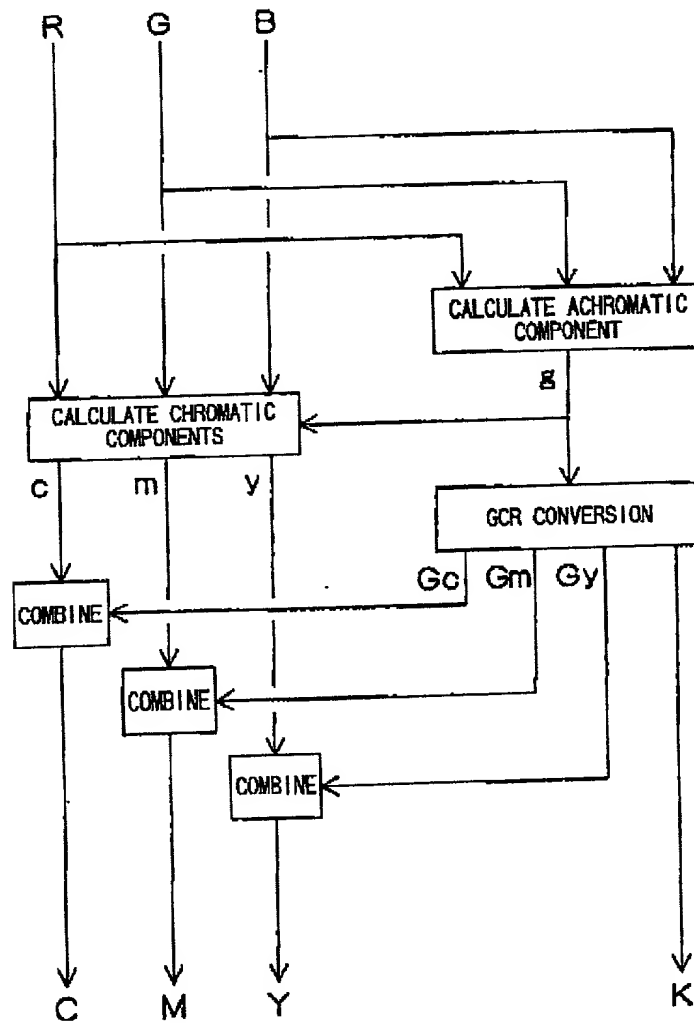 R G B
CALCULATE ACHROMATIC
COMPONENT
g
CALCULATE CHROMATIC
COMPONENTS
c m y
GCR CONVERSION
Gc Gm Gy
COMBINE
COMBINE
COMBINE
C M Y K